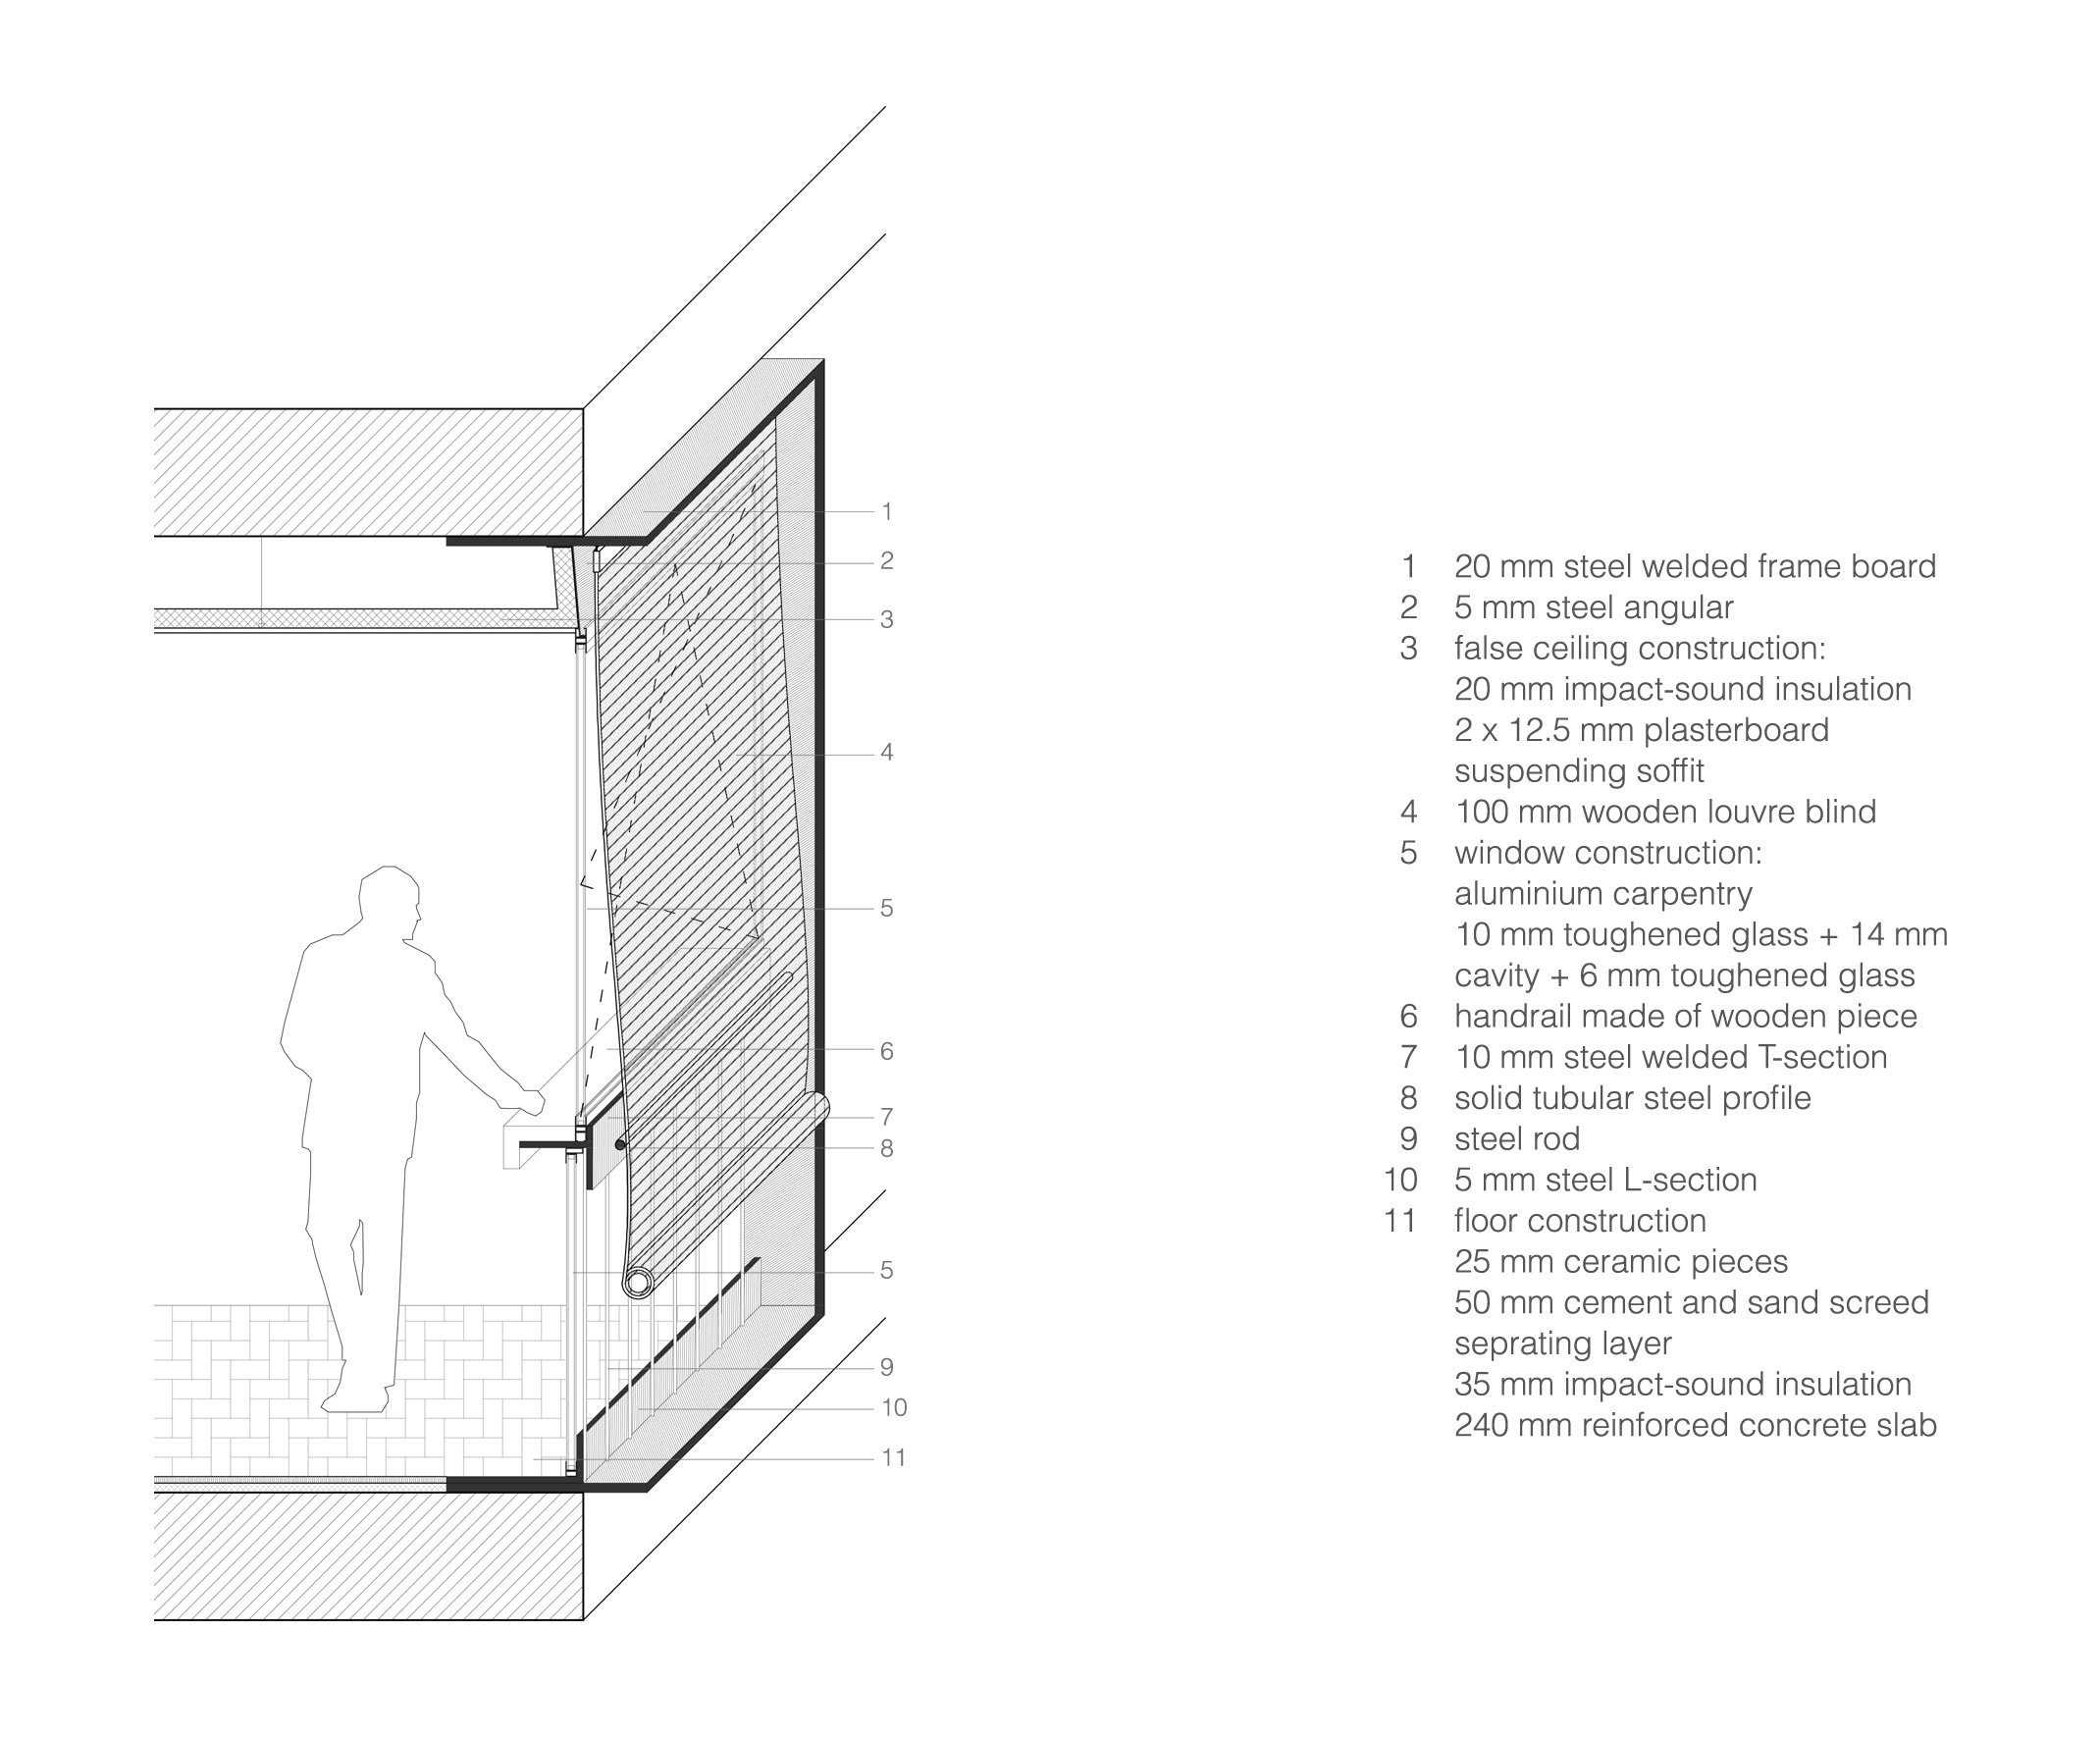 1
2
3
4
5
6
7
8
5
9
10
11
1 20 mm steel welded frame board
2 5 mm steel angular
3 false ceiling construction:
20 mm impact-sound insulation
2 x 12.5 mm plasterboard
suspending soffit
4 100 mm wooden louvre blind
5 window construction:
aluminium carpentry
10 mm toughened glass + 14 mm
cavity + 6 mm toughened glass
6 handrail made of wooden piece
7 10 mm steel welded T-section
8 solid tubular steel profile
9 steel rod
10 5 mm steel L-section
11 floor construction
25 mm ceramic pieces
50 mm cement and sand screed
seprating layer
35 mm impact-sound insulation
240 mm reinforced concrete slab